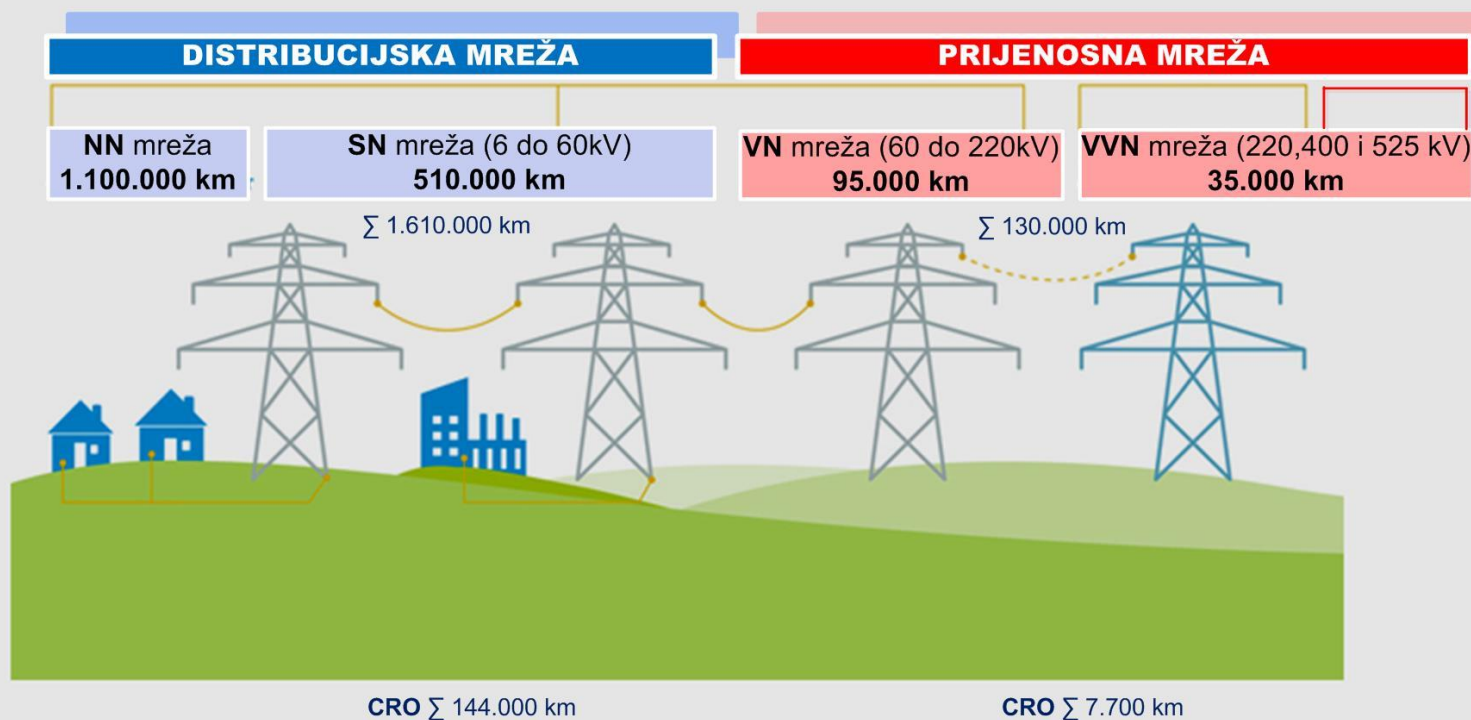 DISTRIBUCIJSKA MREŽA
PRIJENOSNA MREŽA
NN mreža
1.100.000 km
SN mreža (6 do 60kV)
510.000 km
VN mreža (60 do 220kV)
95.000 km
VVN mreža (220,400 i 525 kV)
35.000 km
∑ 1.610.000 km
∑ 130.000 km
CRO ∑ 144.000 km
CRO ∑ 7.700 km